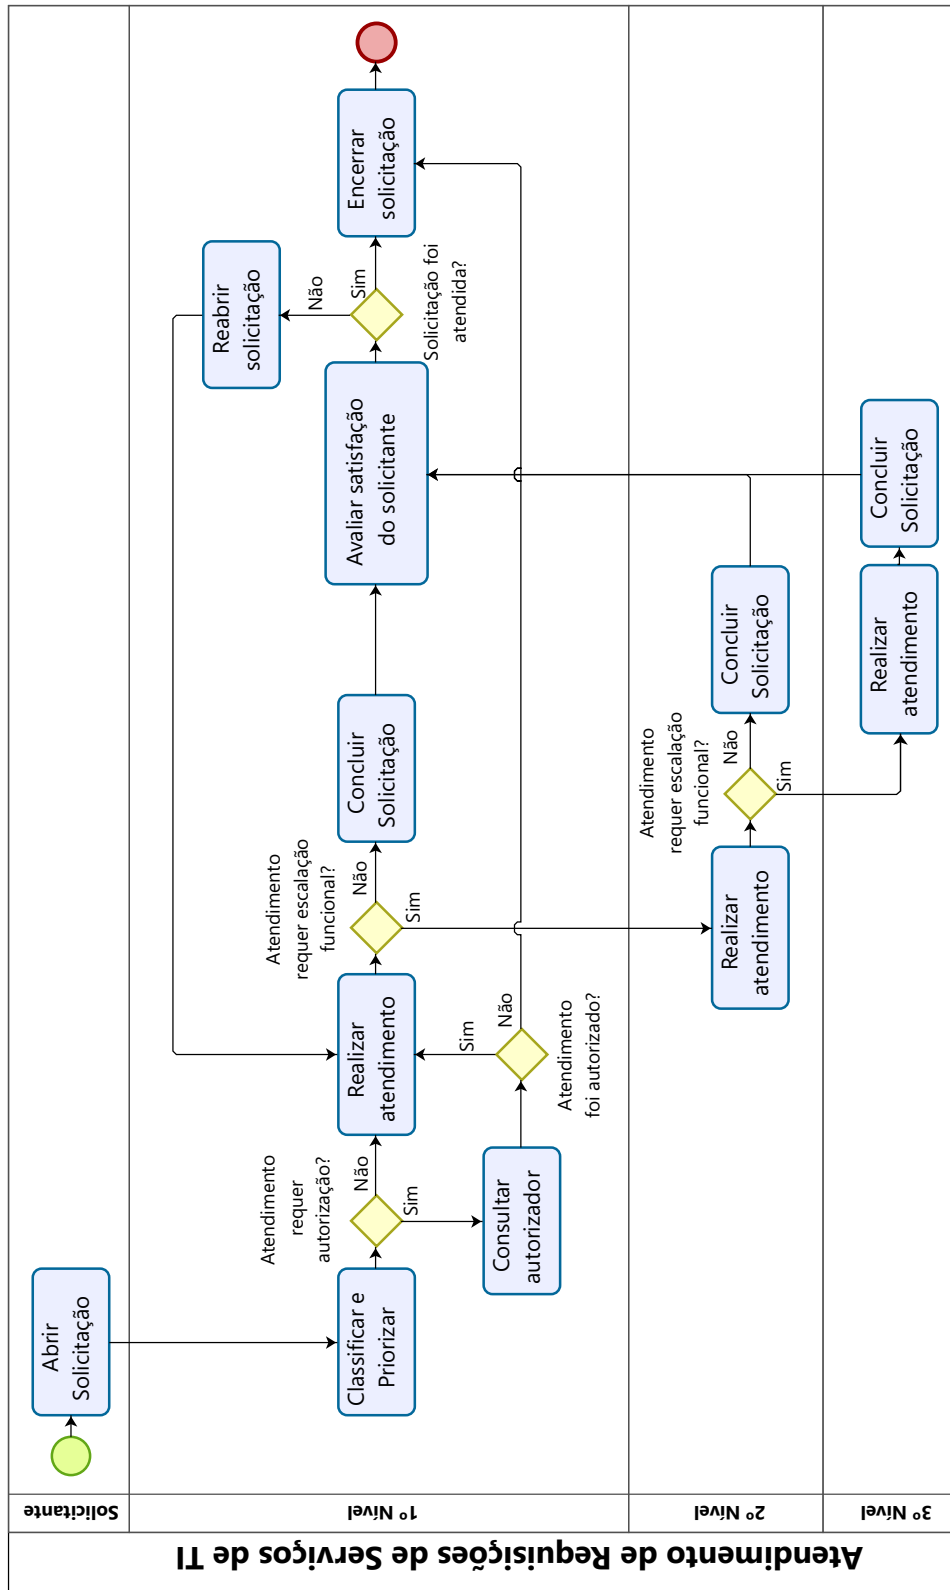 Atendimento de Requisições de Serviços de TI
Solicitante
Abrir
Solicitação
1º Nível
Classificar e
Priorizar
Atendimento
requer
autorização?
Não
Sim
Consultar
autorizador
Atendimento
foi autorizado?
Sim
Não
Realizar
atendimento
Atendimento
requer escalação
funcional?
Não
Sim
Concluir
Solicitação
Avaliar satisfação
do solicitante
Solicitação foi
atendida?
Não
Sim
Reabrir
solicitação
Encerrar
solicitação
2º Nível
Realizar
atendimento
Atendimento
requer escalação
funcional?
Não
Sim
Concluir
Solicitação
3º Nível
Realizar
atendimento
Concluir
Solicitação